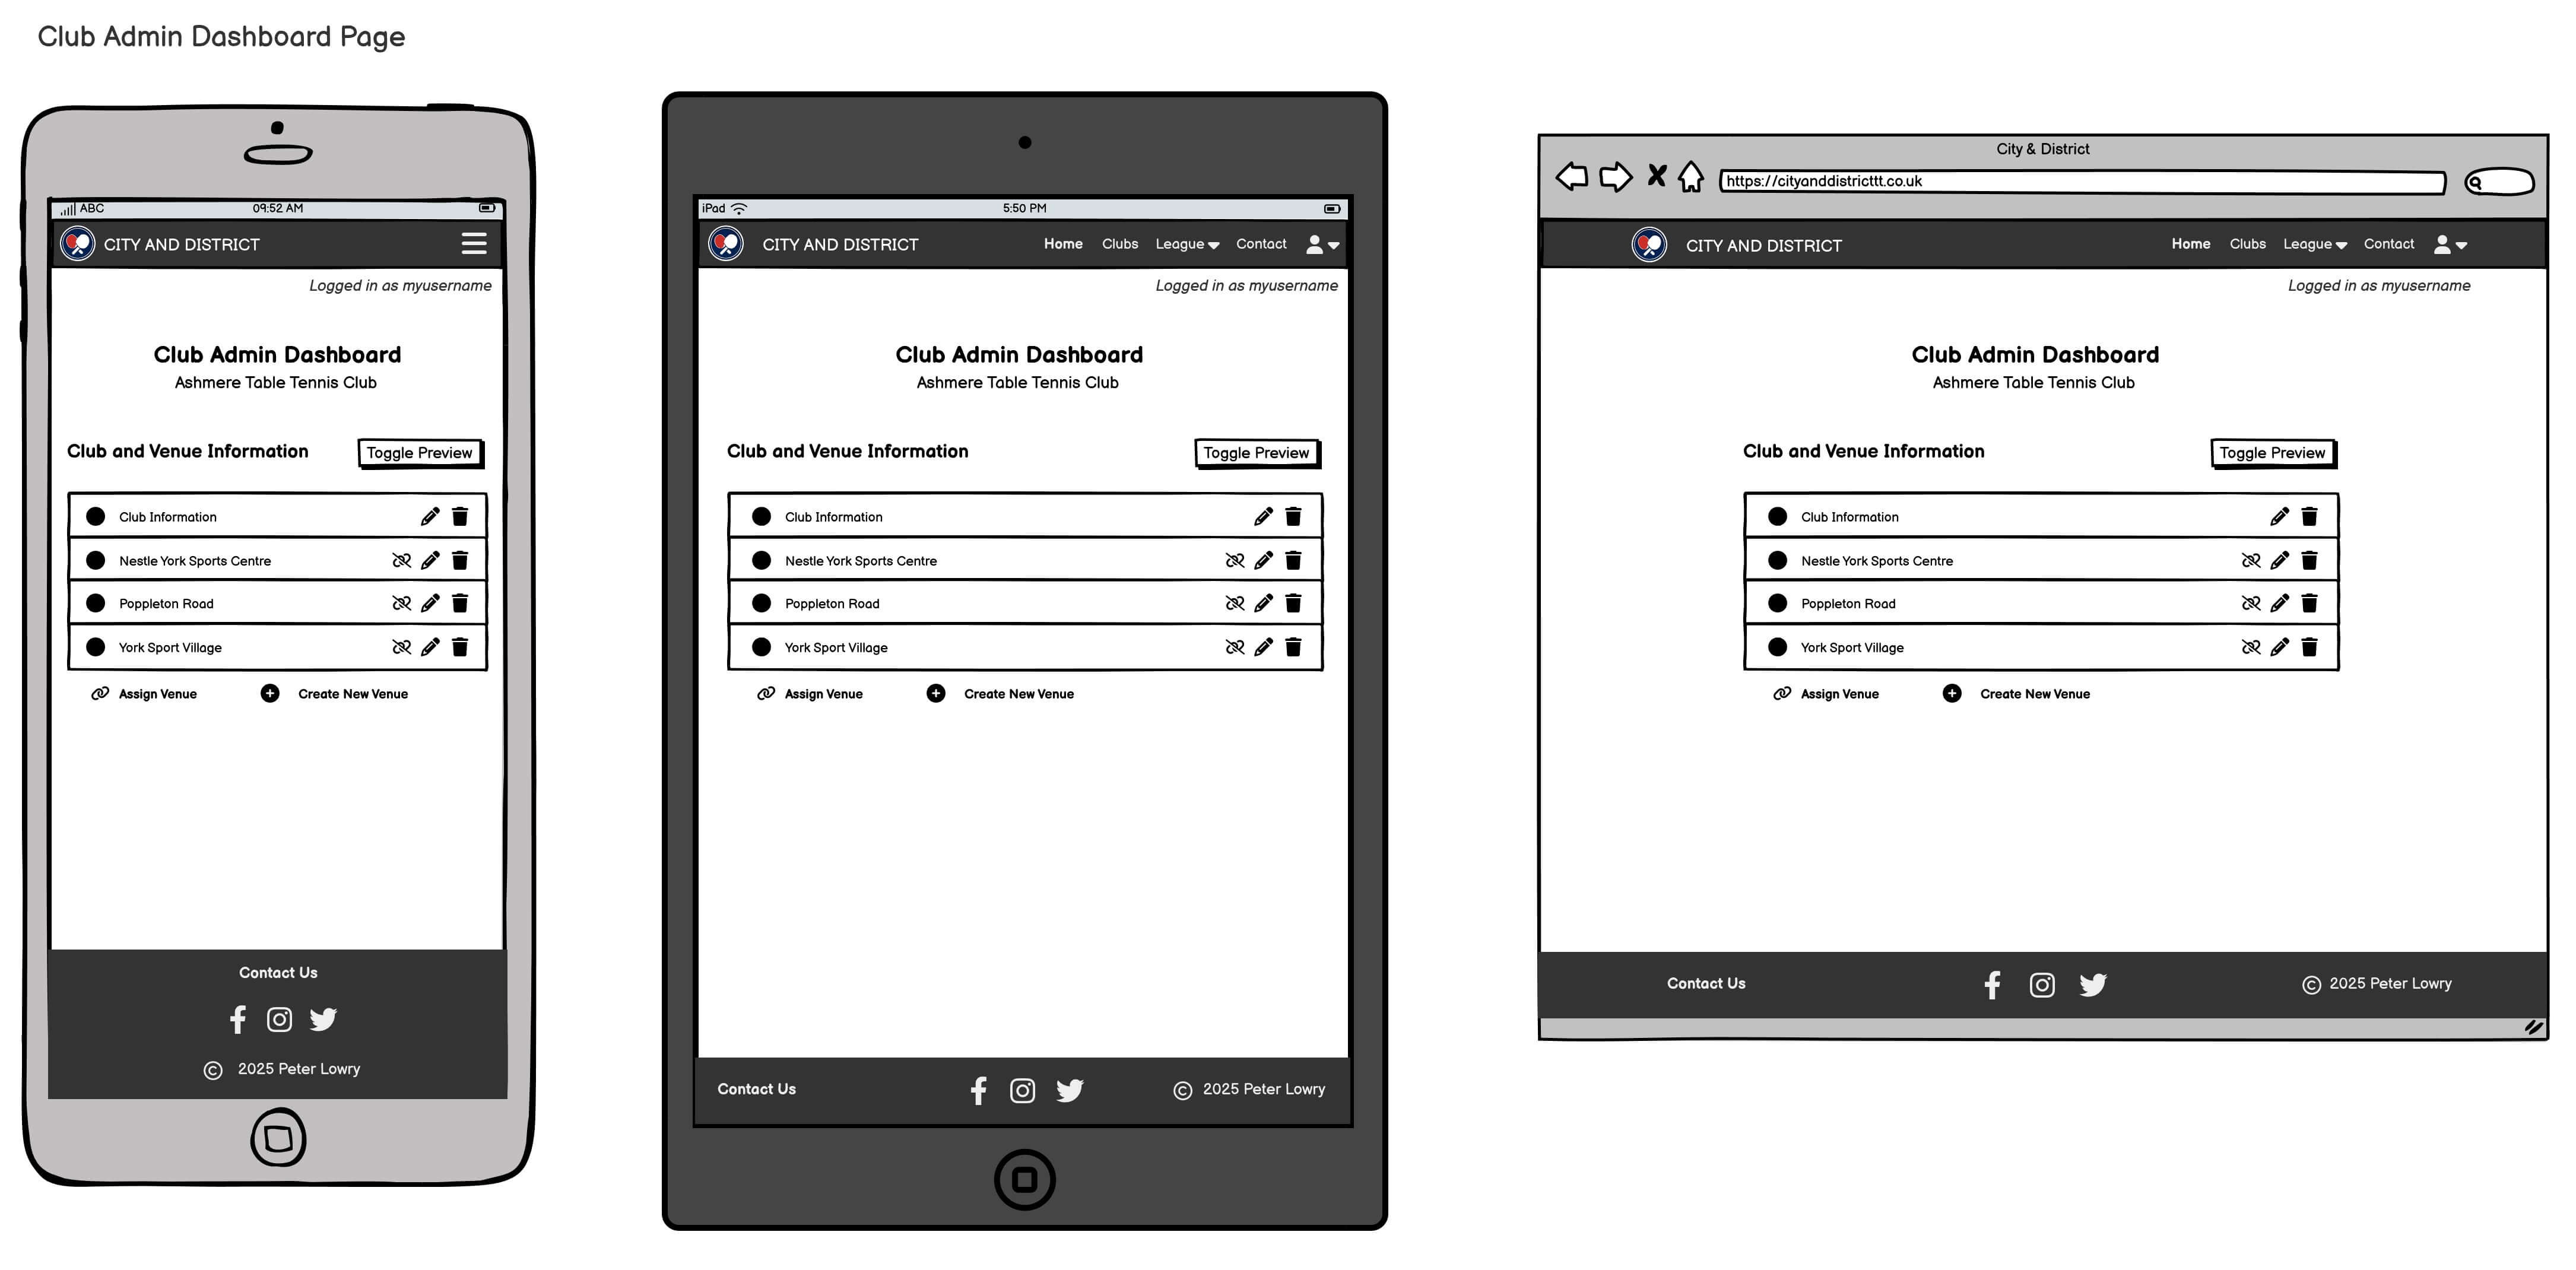 Club Admin Dashboard Page
ABC 09:52 AM
CITY AND DISTRICT
Logged in as myusername
Club Admin Dashboard
Ashmere Table Tennis Club
Club and Venue Information Toggle Preview
Club Information
Nestle York Sports Centre
Poppleton Road
York Sport Village
Assign Venue Create New Venue
Contact Us
© 2025 Peter Lowry
iPad 5:50 PM
CITY AND DISTRICT Home Clubs League Contact
Logged in as myusername
Club Admin Dashboard
Ashmere Table Tennis Club
Club and Venue Information Toggle Preview
Club Information
Nestle York Sports Centre
Poppleton Road
York Sport Village
Assign Venue Create New Venue
Contact Us © 2025 Peter Lowry
City & District
https://cityanddistricttt.co.uk
CITY AND DISTRICT Home Clubs League Contact
Logged in as myusername
Club Admin Dashboard
Ashmere Table Tennis Club
Club and Venue Information Toggle Preview
Club Information
Nestle York Sports Centre
Poppleton Road
York Sport Village
Assign Venue Create New Venue
Contact Us © 2025 Peter Lowry